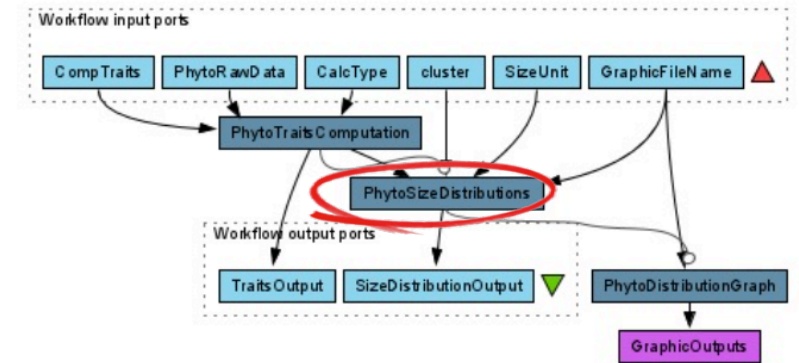 Workflow input ports
CompTraits
PhytoRawData
CalcType
cluster
SizeUnit
GraphicFileName
PhytoTraitsComputation
PhytoSizeDistributions
Workflow output ports
TraitsOutput
SizeDistributionOutput
PhytoDistributionGraph
GraphicOutputs